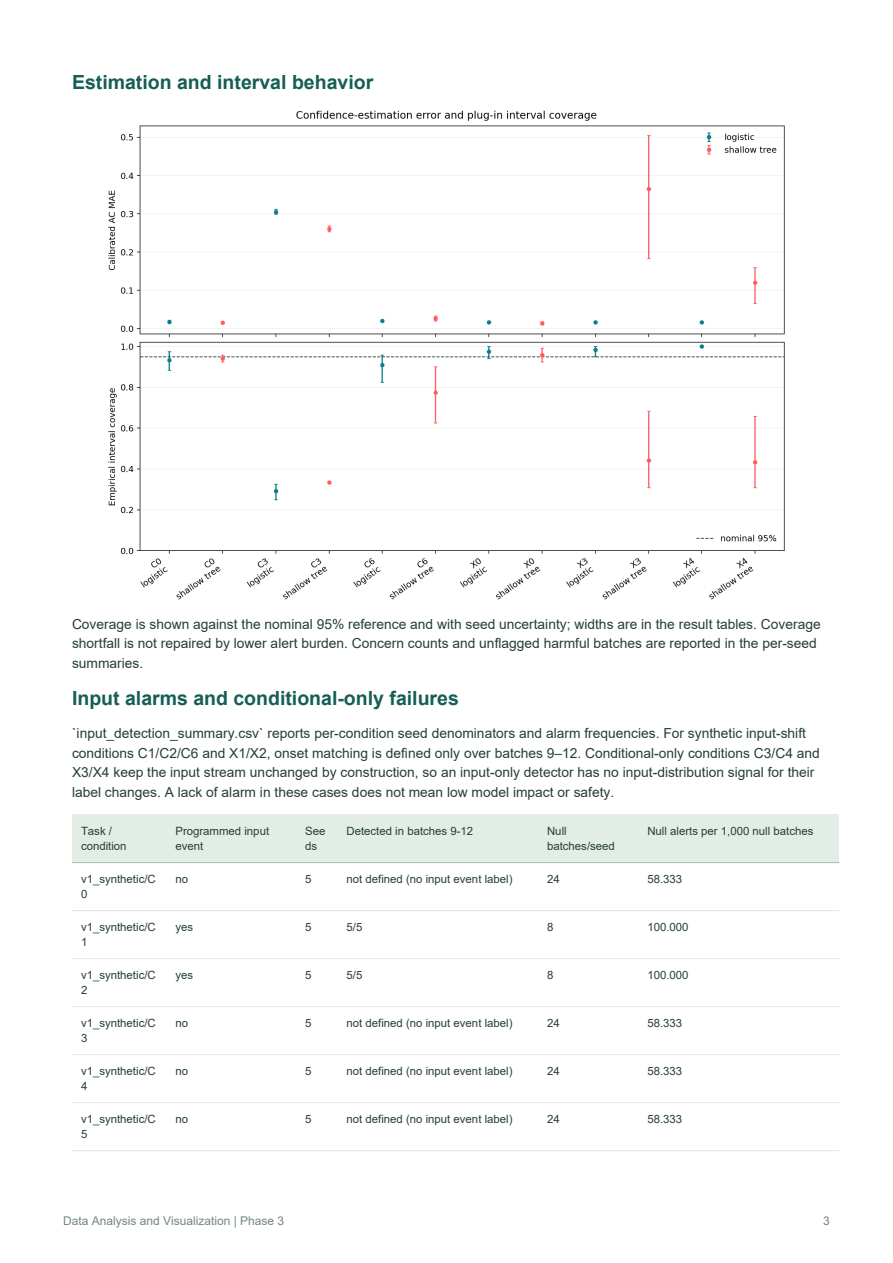 Estimation and interval behavior
Confidence-estimation error and plug-in interval coverage
logistic
shallow tree
Calibrated AC MAE
0.5
0.4
0.3
0.2
0.1
0.0
Empirical interval coverage
1.0
0.8
0.6
0.4
0.2
0.0
nominal 95%
C0
logistic
C0
shallow tree
C3
logistic
C3
shallow tree
C6
logistic
C6
shallow tree
X0
logistic
X0
shallow tree
X3
logistic
X3
shallow tree
X4
logistic
X4
shallow tree
Coverage is shown against the nominal 95% reference and with seed uncertainty; widths are in the result tables. Coverage
shortfall is not repaired by lower alert burden. Concern counts and unflagged harmful batches are reported in the per-seed
summaries.
Input alarms and conditional-only failures
`input_detection_summary.csv` reports per-condition seed denominators and alarm frequencies. For synthetic input-shift
conditions C1/C2/C6 and X1/X2, onset matching is defined only over batches 9–12. Conditional-only conditions C3/C4 and
X3/X4 keep the input stream unchanged by construction, so an input-only detector has no input-distribution signal for their
label changes. A lack of alarm in these cases does not mean low model impact or safety.
Task / condition | Programmed input event | See ds | Detected in batches 9-12 | Null batches/seed | Null alerts per 1,000 null batches
v1_synthetic/C 0 | no | 5 | not defined (no input event label) | 24 | 58.333
v1_synthetic/C 1 | yes | 5 | 5/5 | 8 | 100.000
v1_synthetic/C 2 | yes | 5 | 5/5 | 8 | 100.000
v1_synthetic/C 3 | no | 5 | not defined (no input event label) | 24 | 58.333
v1_synthetic/C 4 | no | 5 | not defined (no input event label) | 24 | 58.333
v1_synthetic/C 5 | no | 5 | not defined (no input event label) | 24 | 58.333
Data Analysis and Visualization | Phase 3
3